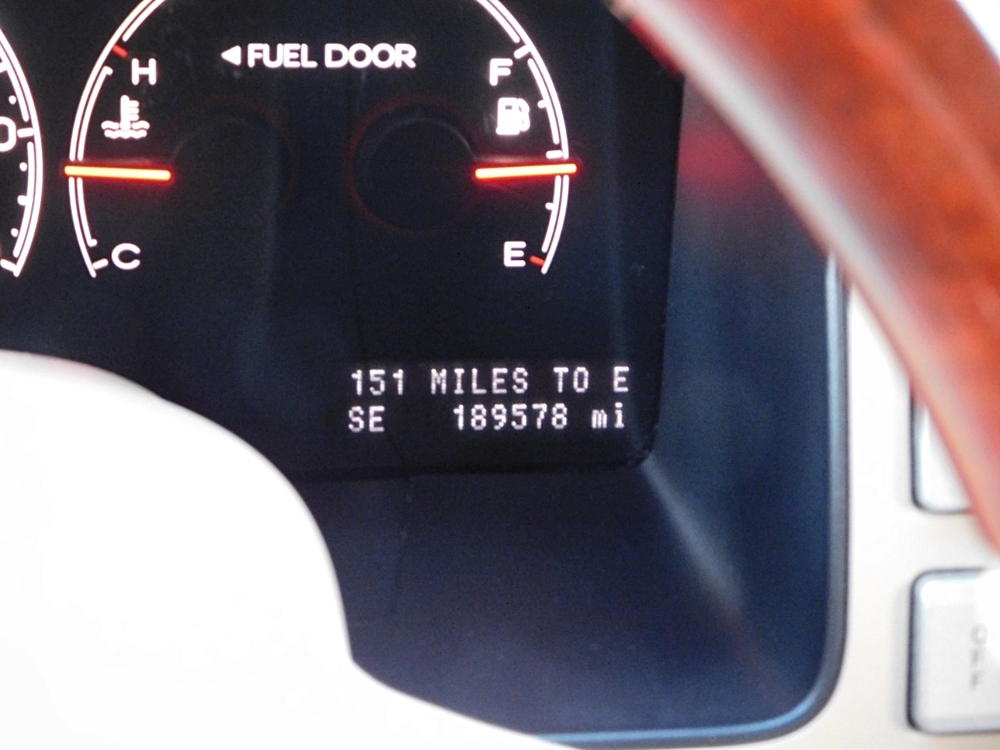 ◄FUEL DOOR
H
F
C
E
151 MILES TO E
SE 189578 mi